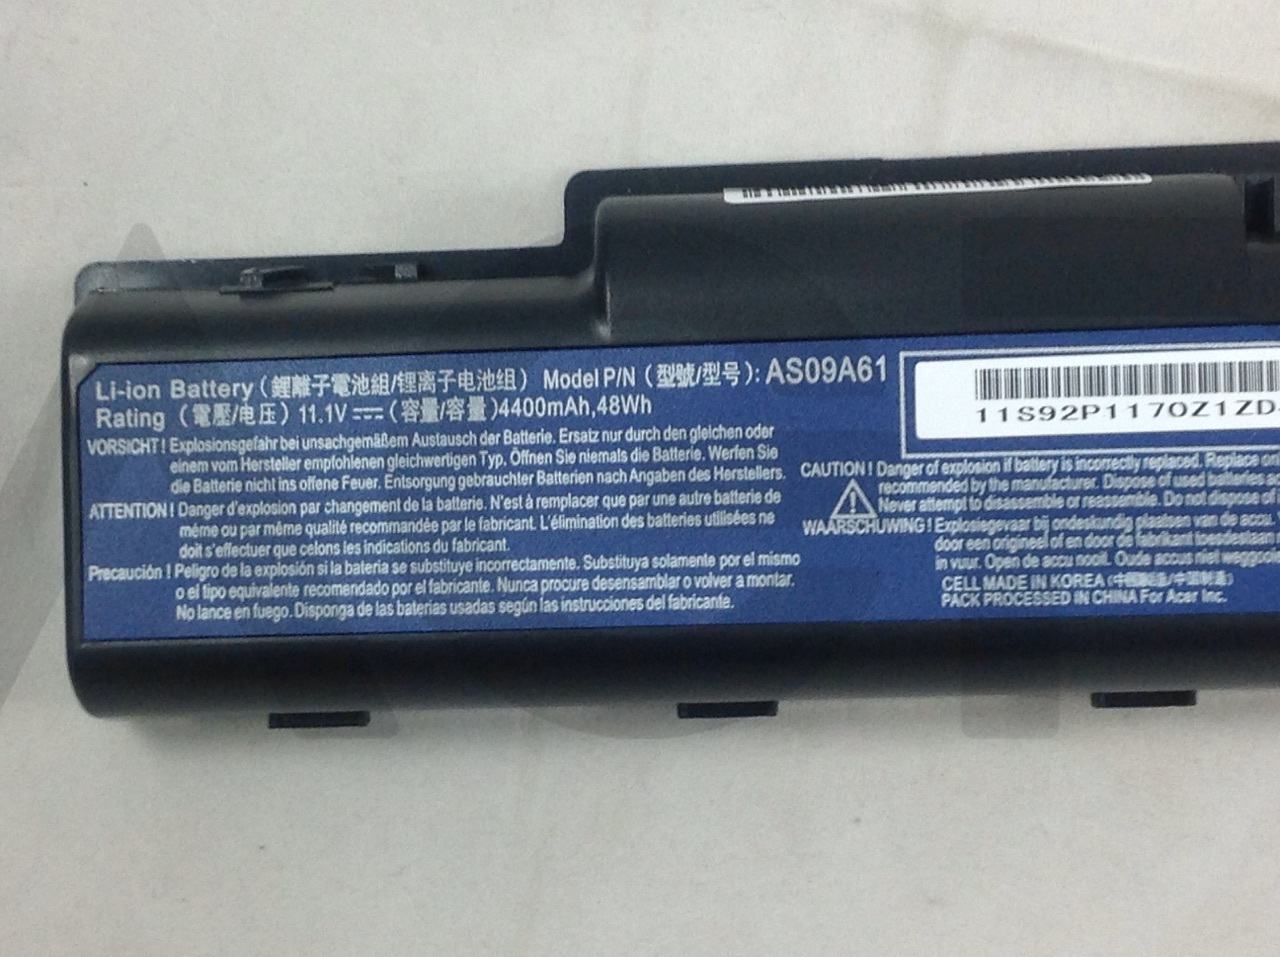 Li-ion Battery (鋰離子電池組/锂离子电池组) Model P/N (型號/型号): AS09A61
Rating (電壓/电压) 11.1V⎓(容量/容量)4400mAh,48Wh
11S92P1170Z1ZD
VORSICHT! Explosionsgefahr bei unsachgemäßem Austausch der Batterie. Ersatz nur durch den gleichen oder
einem vom Hersteller empfohlenen gleichwertigen Typ. Öffnen Sie niemals die Batterie. Werfen Sie
die Batterie nicht ins offene Feuer. Entsorgung gebrauchter Batterien nach Angaben des Herstellers.
ATTENTION! Danger d'explosion par changement de la batterie. N'est à remplacer que par une autre batterie de
méme ou par méme qualité recommandée par le fabricant. L'élimination des batteries utilisées ne
doit s'effectuer que celons les indications du fabricant.
Precaución! Peligro de la explosión si la bateria se substituye incorrectamente. Substituya solamente por el mismo
o el tipo equivalente recomendado por el fabricante. Nunca procure desensamblar o volver a montar.
No lance en fuego. Disponga de las baterias usadas según las instrucciones del fabricante.
CAUTION! Danger of explosion if battery is incorrectly replaced. Replace on
recommended by the manufacturer. Dispose of used batteries
Never attempt to disassemble or reassemble. Do not dispose of
WAARSCHUWING! Explosiegevaar bij ondeskundig plaatsen van de accu.
door een origineel of en door de fabrikant toesdestaan
in vuur. Open de accu nooit. Oude accus niet
CELL MADE IN KOREA
PACK PROCESSED IN CHINA For Acer Inc.